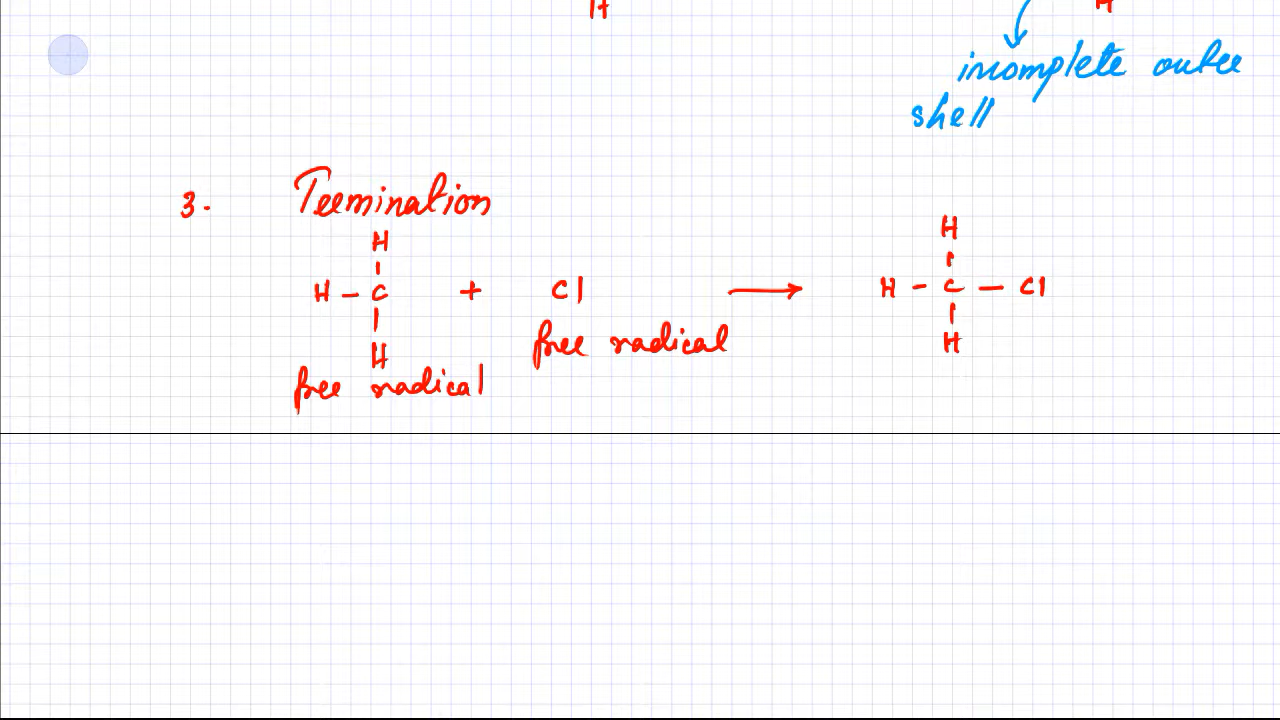 H
H
incomplete outer
shell
3. Termination
H H
H - C + Cl ⟶ H - C - Cl
H H
free radical
free radical